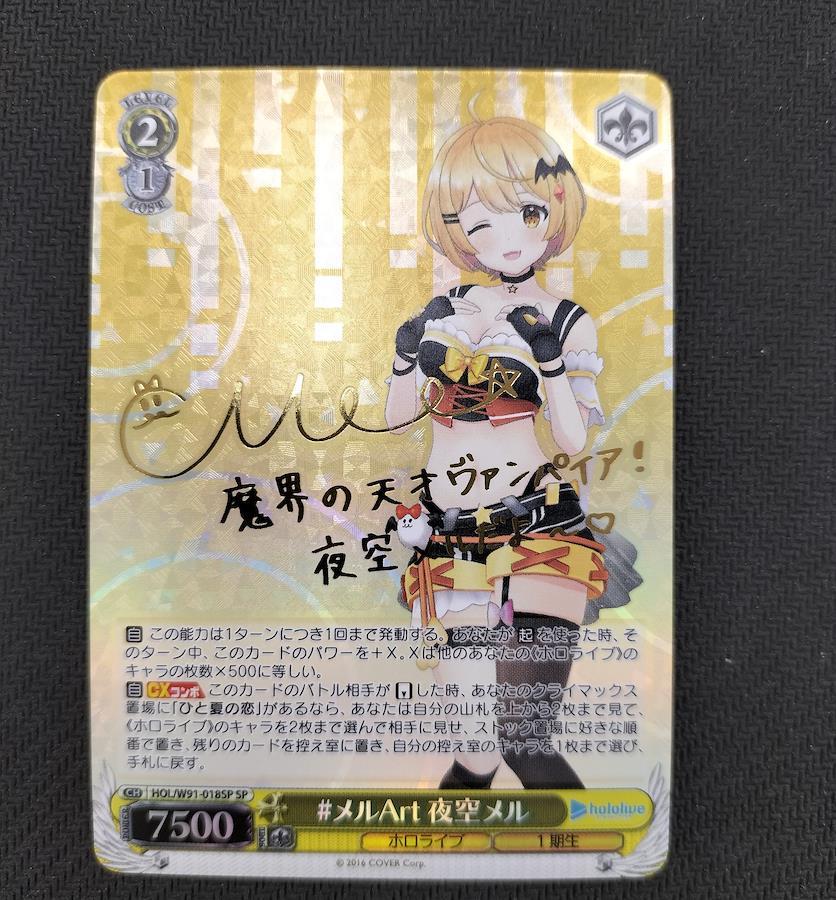 LEVEL
2
1
COST
Mel
魔界の天才ヴァンパイア!
夜空メルだよ〜♡
自 この能力は1ターンにつき1回まで発動する。あなたが 起 を使った時、そ
のターン中、このカードのパワーを+X。Xは他のあなたの《ホロライブ》の
キャラの枚数×500に等しい。
自 CXコンボ このカードのバトル相手が した時、あなたのクライマックス
置場に「ひと夏の恋」があるなら、あなたは自分の山札を上から2枚まで見て、
《ホロライブ》のキャラを2枚まで選んで相手に見せ、ストック置場に好きな順
番で置き、残りのカードを控え室に置き、自分の控え室のキャラを1枚まで選び、
手札に戻す。
CH HOL/W91-018SP SP
POWER 7500 SOUL #メルArt 夜空メル hololive
ホロライブ 1期生
© 2016 COVER Corp.